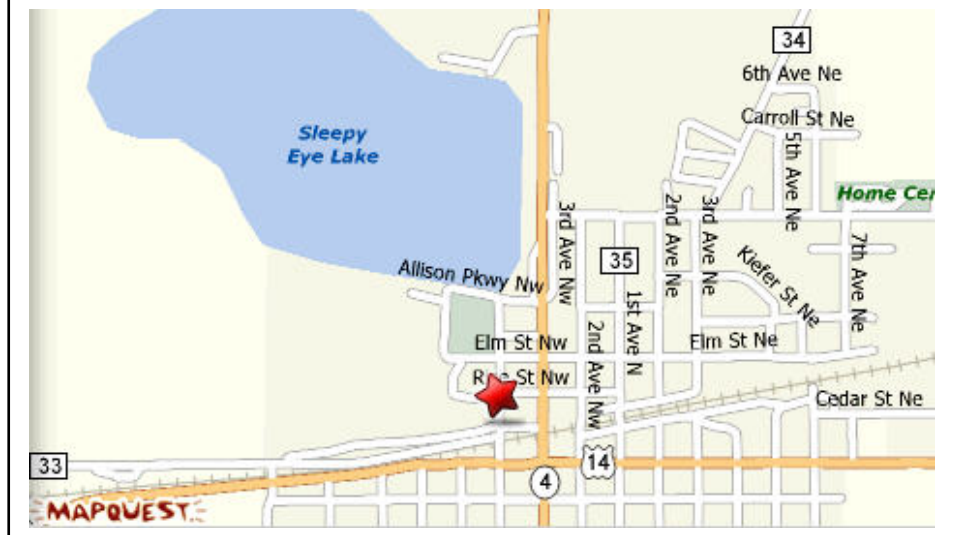 34
6th Ave Ne
Carroll St Ne
Sleepy
Eye Lake
5th Ave Ne
Home Cer
3rd Ave Nw
2nd Ave Ne
3rd Ave Ne
7th Ave Ne
35
Kiefer St Ne
Allison Pkwy Nw
1st Ave N
2nd Ave Nw
Elm St Nw
Elm St Ne
St Nw
Cedar St Ne
33
14
4
MAPQUEST